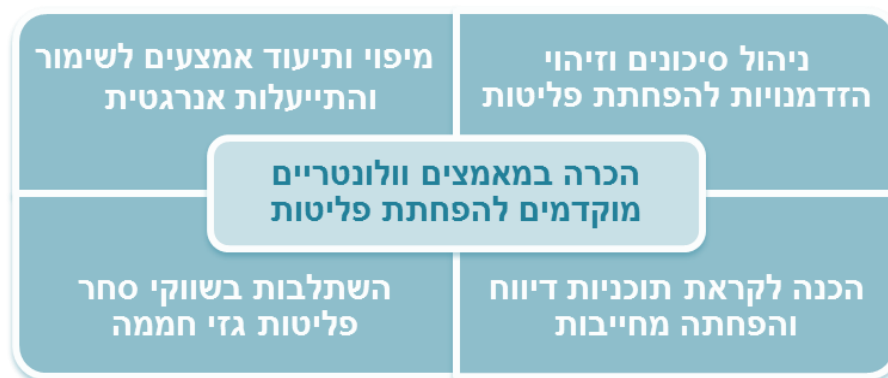 ניהול סיכונים וזיהוי
הזדמנויות להפחתת פליטות
מיפוי ותיעוד אמצעים לשימור
והתייעלות אנרגטית
הכרה במאמצים וולונטריים
מוקדמים להפחתת פליטות
הכנה לקראת תוכניות דיווח
והפחתה מחייבות
השתלבות בשווקי סחר
פליטות גזי חממה